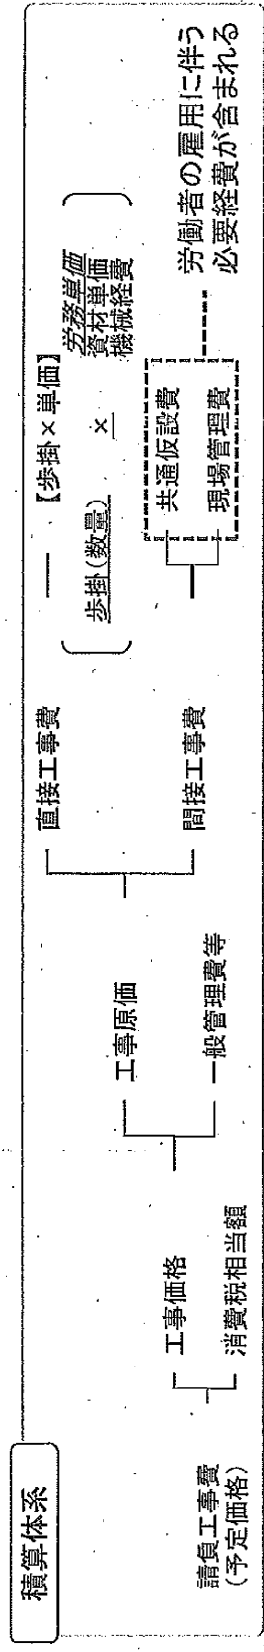 積算体系
請負工事費
(予定価格)
工事価格
消費税相当額
工事原価
一般管理費等
直接工事費
間接工事費
【歩掛×単価】
歩掛(数量)
×
労務単価
資材単価
機械経費
共通仮設費
現場管理費
労働者の雇用に伴う
必要経費が含まれる